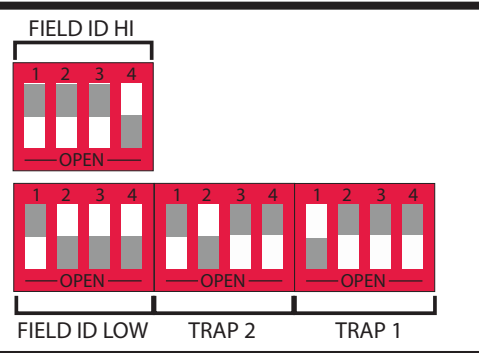 FIELD ID HI
1 2 3 4
OPEN
1 2 3 4 1 2 3 4 1 2 3 4
OPEN OPEN OPEN
FIELD ID LOW TRAP 2 TRAP 1